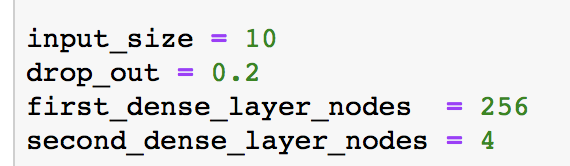 input_size = 10
drop_out = 0.2
first_dense_layer_nodes  = 256
second_dense_layer_nodes = 4